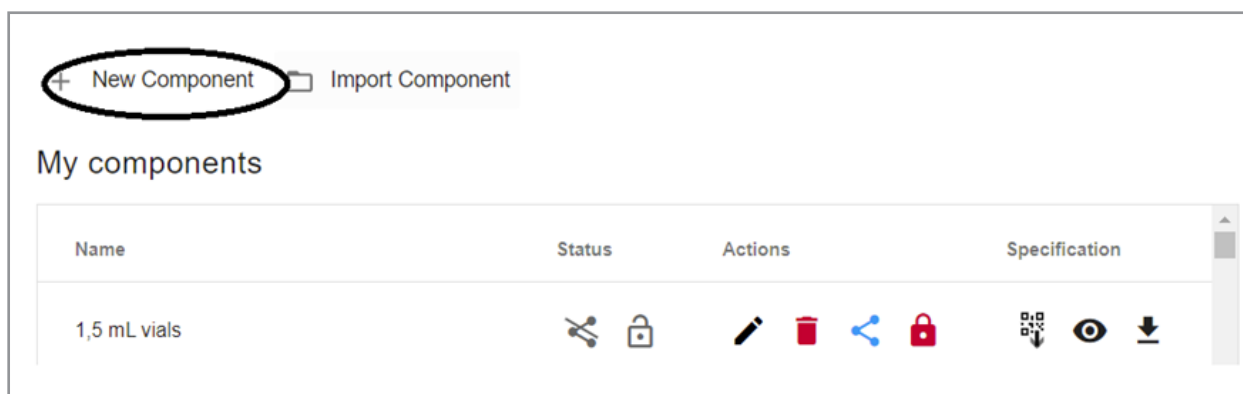 + New Component Import Component
My components
Name Status Actions Specification
1,5 mL vials